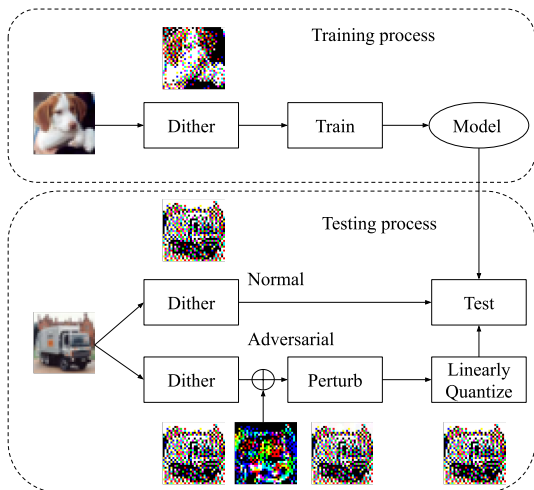 Training process
Dither
Train
Model
Testing process
Normal
Dither
Test
Adversarial
Dither
Perturb
Linearly
Quantize